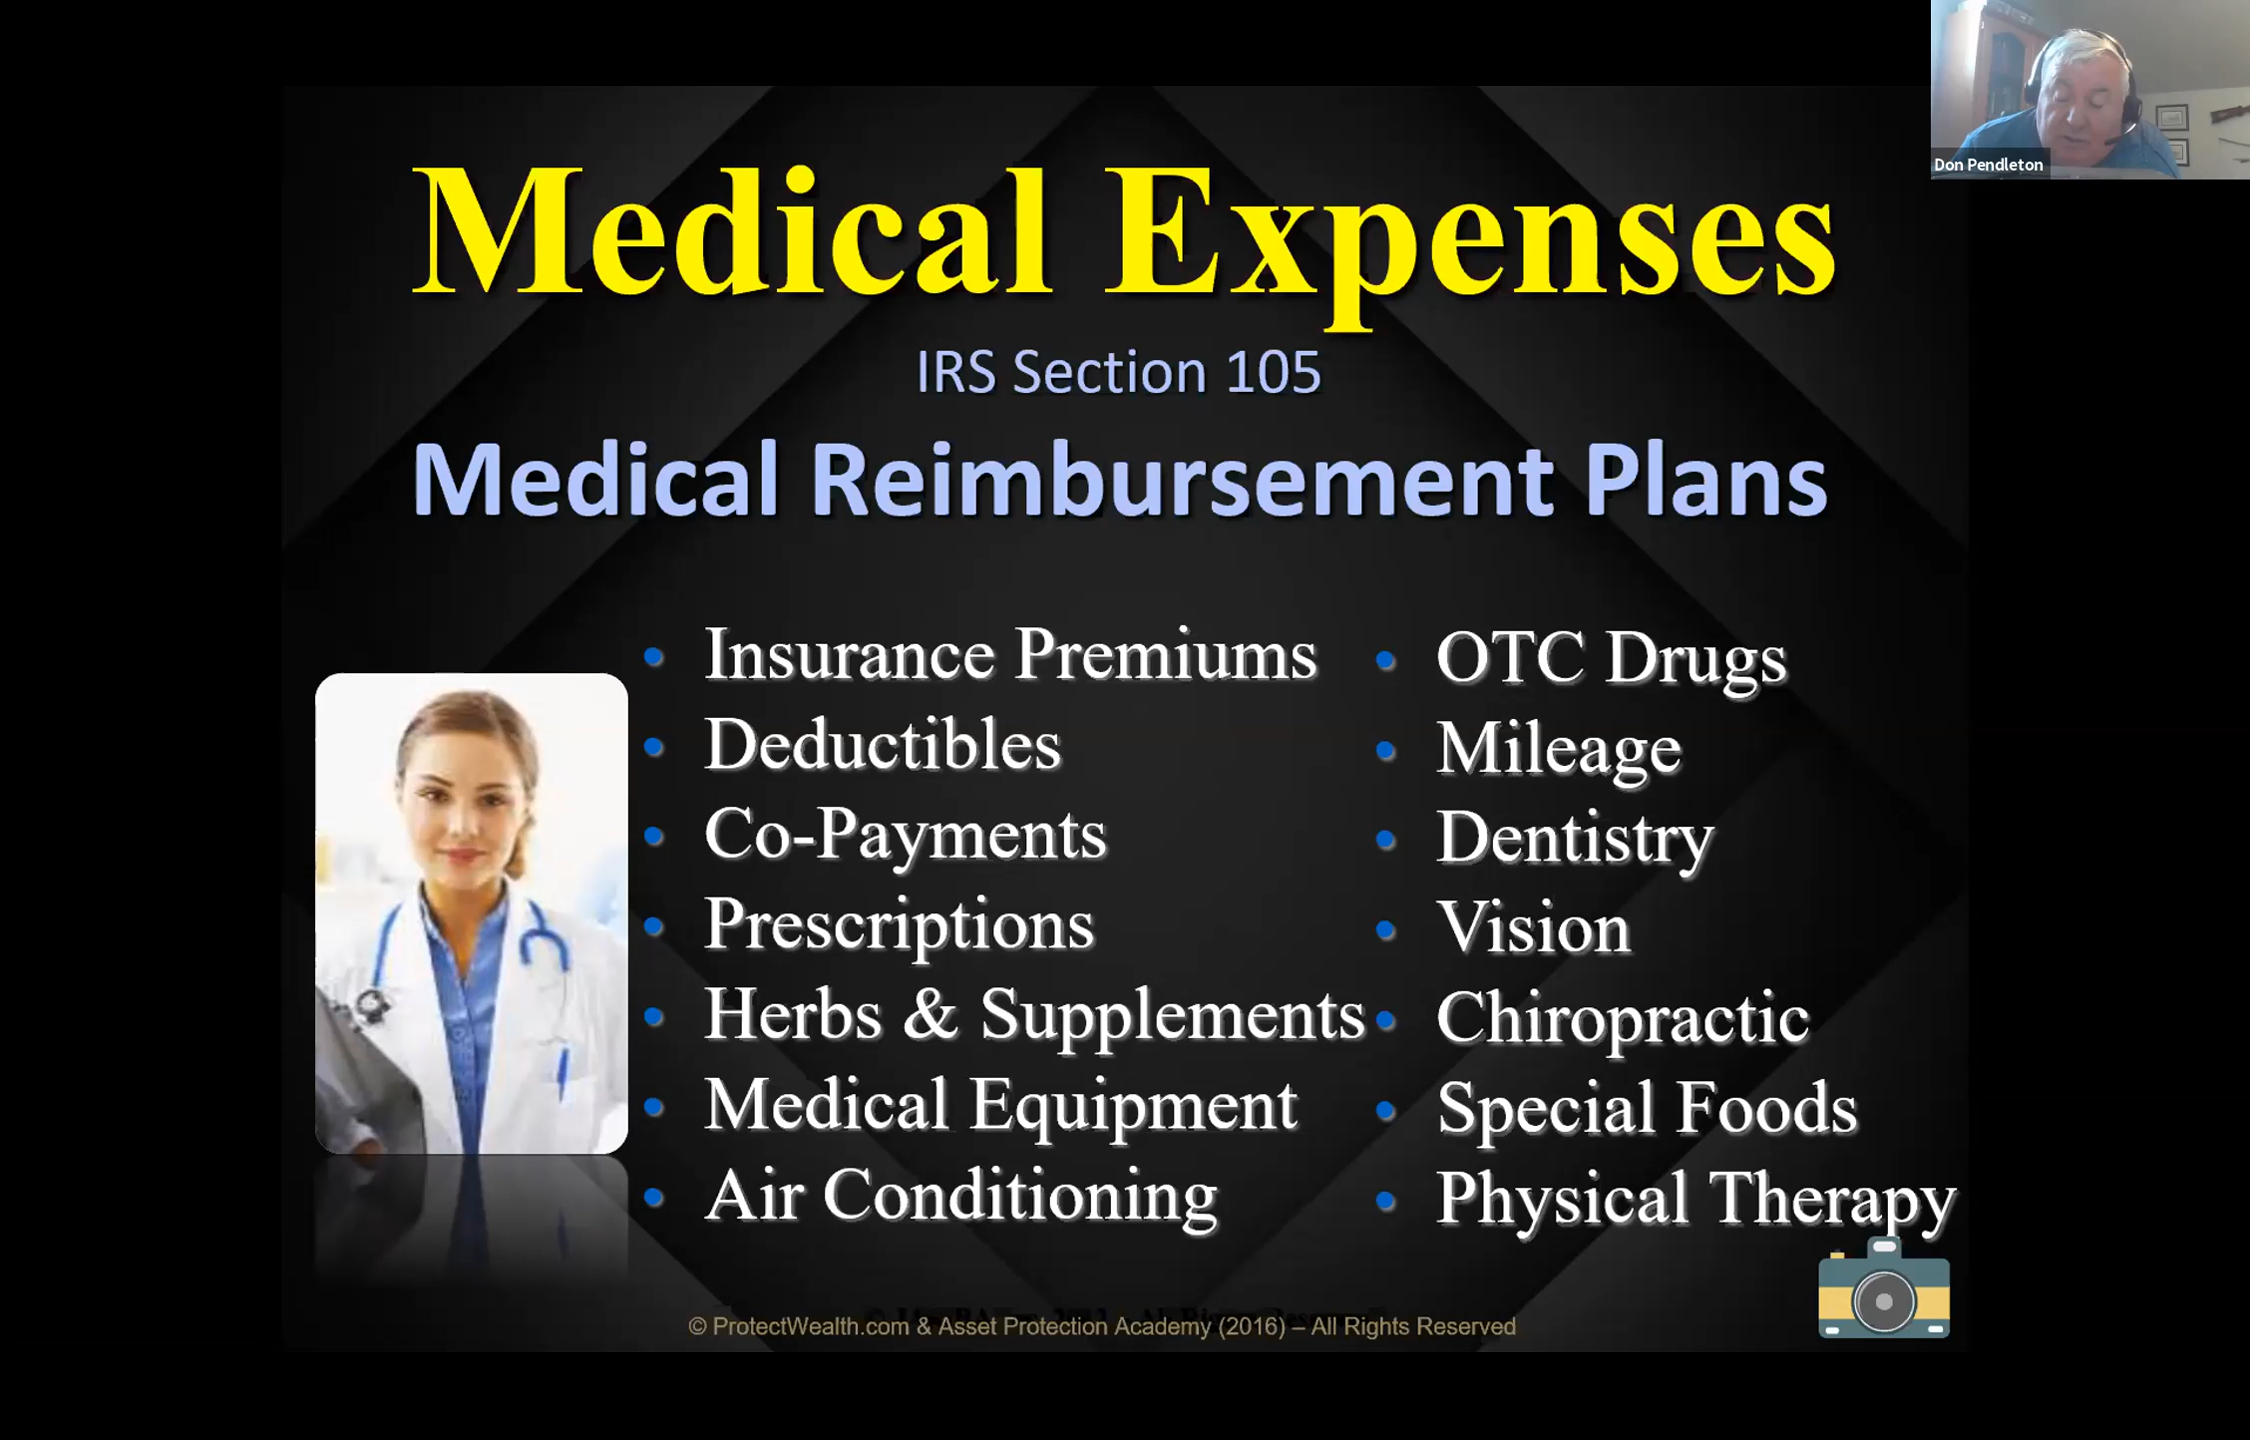 Don Pendleton
Medical Expenses
IRS Section 105
Medical Reimbursement Plans
• Insurance Premiums
• Deductibles
• Co-Payments
• Prescriptions
• Herbs & Supplements
• Medical Equipment
• Air Conditioning
• OTC Drugs
• Mileage
• Dentistry
• Vision
• Chiropractic
• Special Foods
• Physical Therapy
© ProtectWealth.com & Asset Protection Academy (2016) – All Rights Reserved